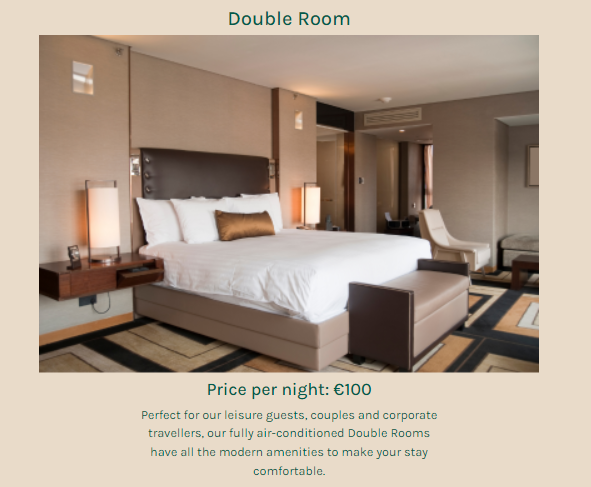 Double Room
Price per night: €100
Perfect for our leisure guests, couples and corporate
travellers, our fully air-conditioned Double Rooms
have all the modern amenities to make your stay
comfortable.